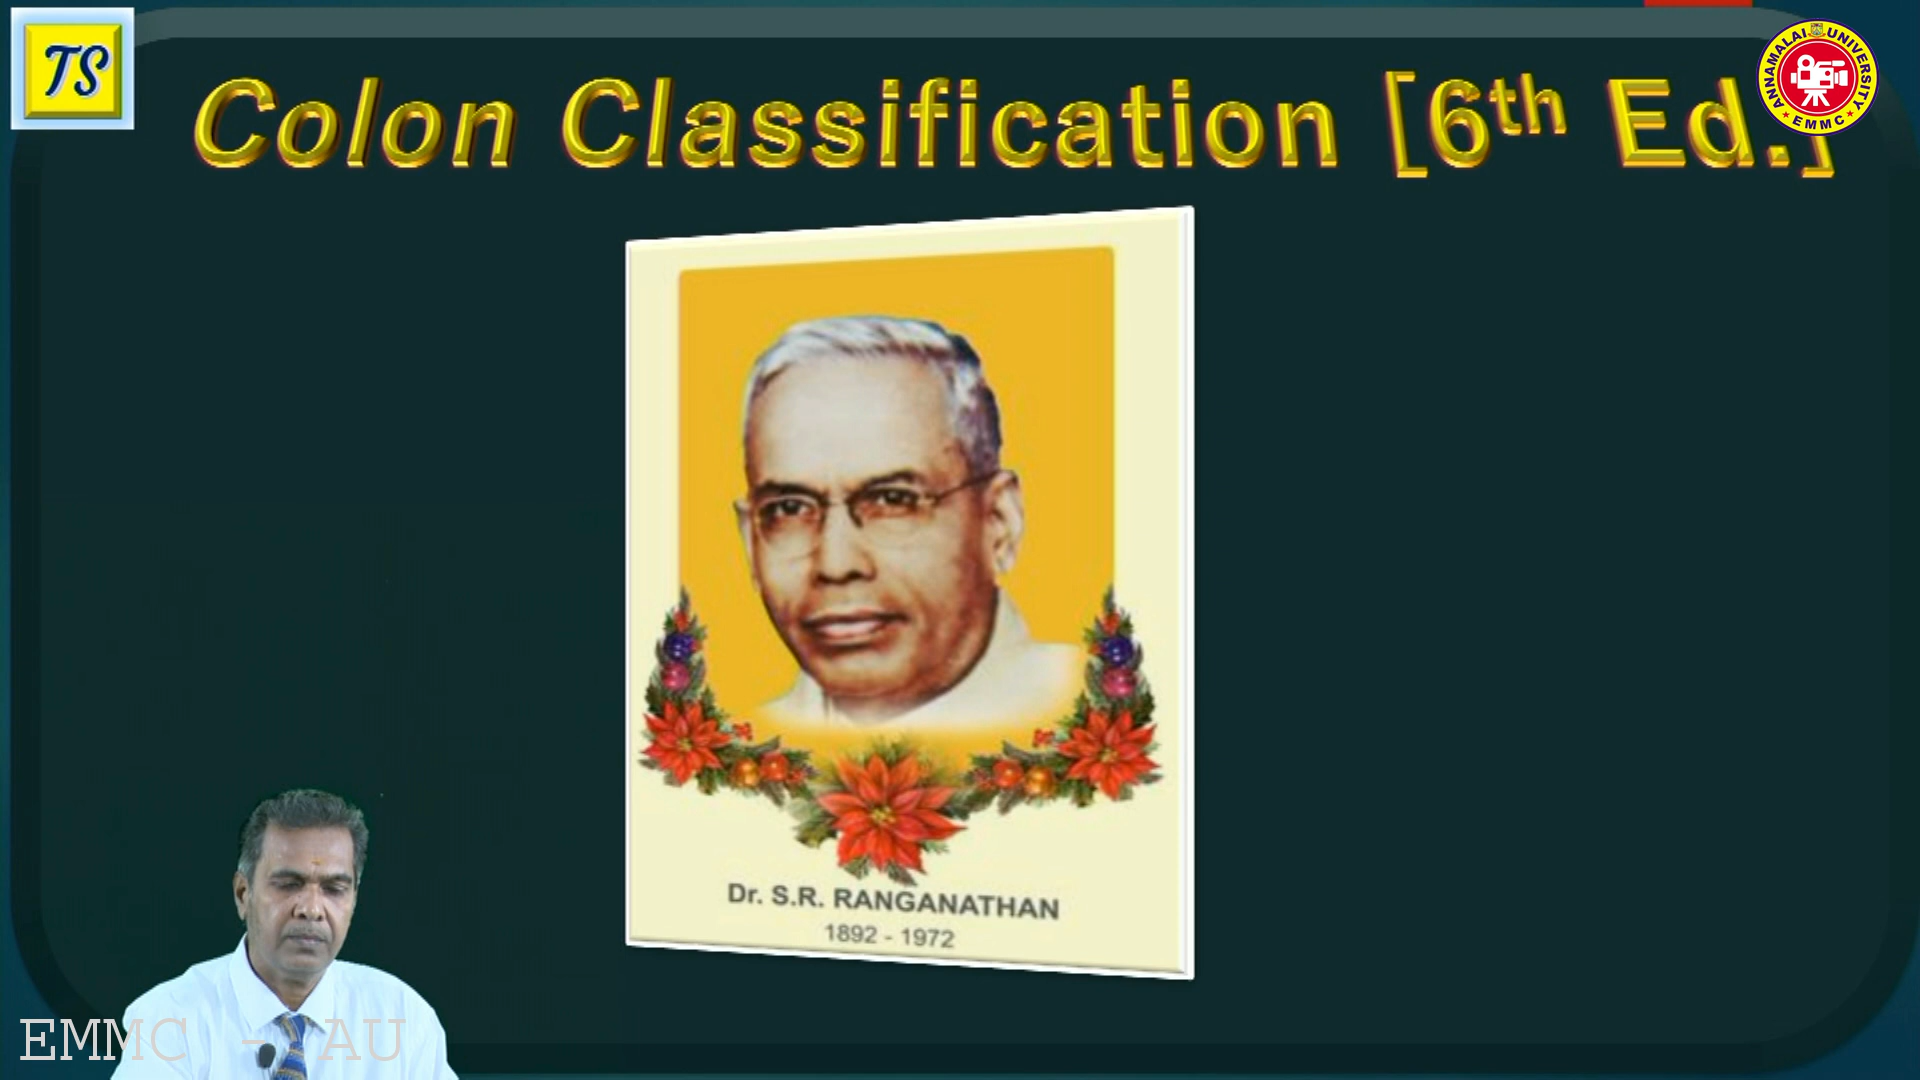 TS
Colon Classification [6th Ed.]
ANNAMALAI UNIVERSITY
EMMC
Dr. S.R. RANGANATHAN
1892 - 1972
EMMC - AU